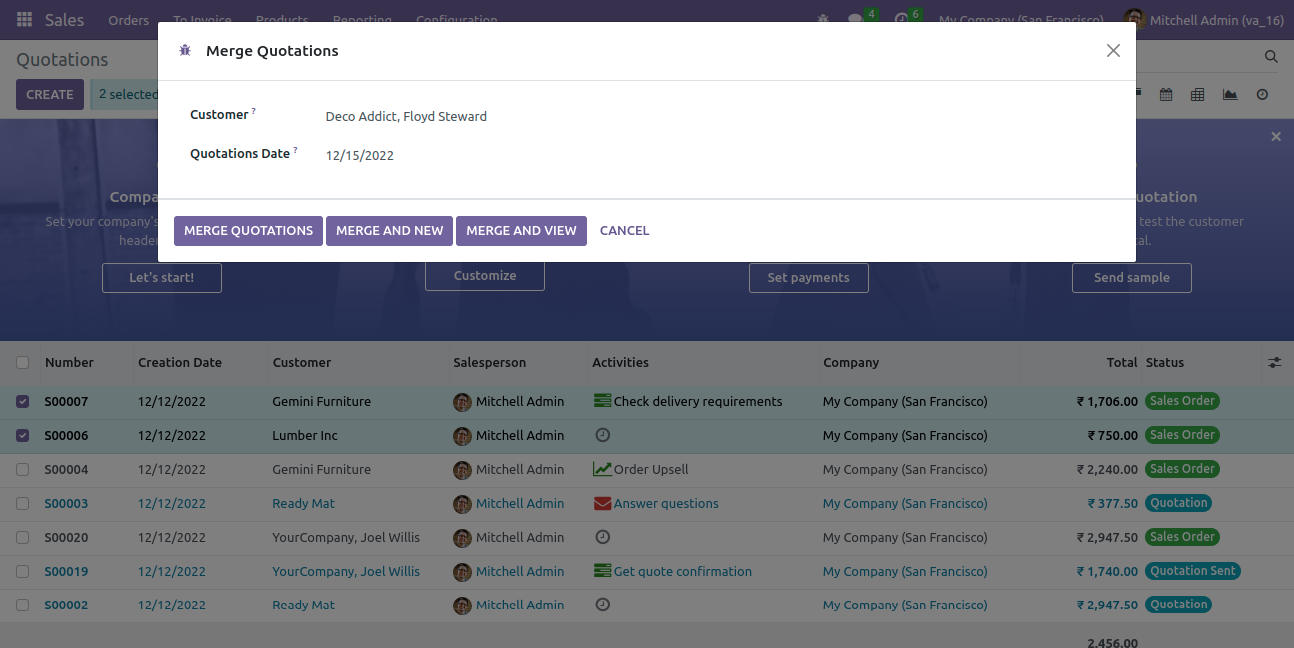 Sales Orders To Invoice Products Reporting Configuration 4 6 My Company (San Francisco) Mitchell Admin (va_16)
Merge Quotations
Quotations
CREATE 2 selected
Customer ? Deco Addict, Floyd Steward
Quotations Date ? 12/15/2022
Set your company's
header
test the customer
MERGE QUOTATIONS MERGE AND NEW MERGE AND VIEW CANCEL
Let's start! Customize Set payments Send sample
Number Creation Date Customer Salesperson Activities Company Total Status
S00007 12/12/2022 Gemini Furniture Mitchell Admin Check delivery requirements My Company (San Francisco) ₹ 1,706.00 Sales Order
S00006 12/12/2022 Lumber Inc Mitchell Admin My Company (San Francisco) ₹ 750.00 Sales Order
S00004 12/12/2022 Gemini Furniture Mitchell Admin Order Upsell My Company (San Francisco) ₹ 2,240.00 Sales Order
S00003 12/12/2022 Ready Mat Mitchell Admin Answer questions My Company (San Francisco) ₹ 377.50 Quotation
S00020 12/12/2022 YourCompany, Joel Willis Mitchell Admin My Company (San Francisco) ₹ 2,947.50 Sales Order
S00019 12/12/2022 YourCompany, Joel Willis Mitchell Admin Get quote confirmation My Company (San Francisco) ₹ 1,740.00 Quotation Sent
S00002 12/12/2022 Ready Mat Mitchell Admin My Company (San Francisco) ₹ 2,947.50 Quotation
2,456.00